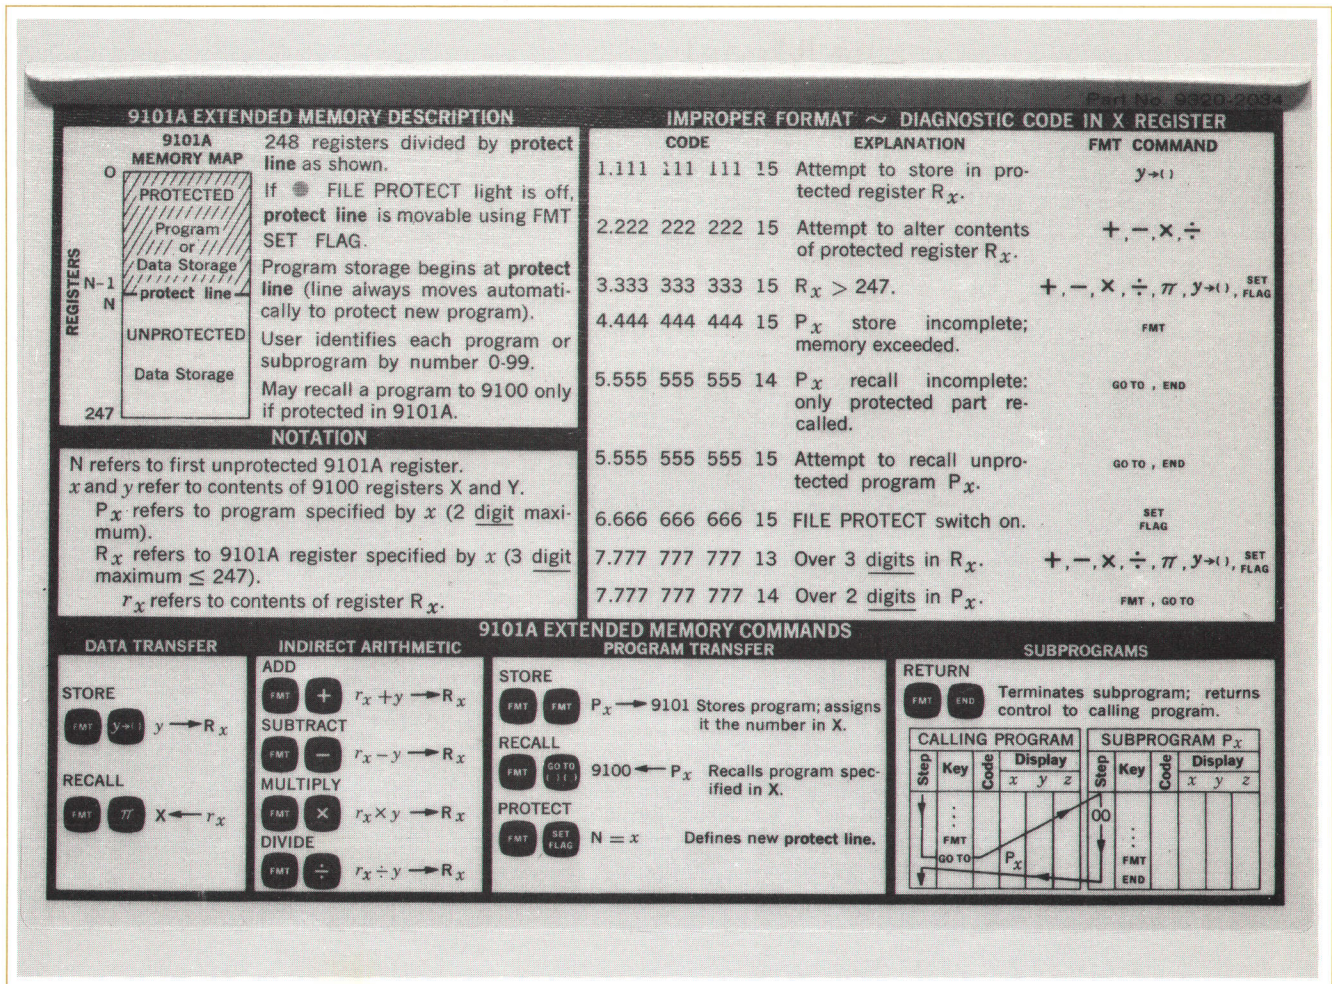 Part No. 9320-2034
9101A EXTENDED MEMORY DESCRIPTION
9101A
MEMORY MAP
O
PROTECTED
Program
or
Data Storage
REGISTERS
N-1
N
protect line
UNPROTECTED
Data Storage
247
248 registers divided by protect
line as shown.
If FILE PROTECT light is off,
protect line is movable using FMT
SET FLAG.
Program storage begins at protect
line (line always moves automati-
cally to protect new program).
User identifies each program or
subprogram by number 0-99.
May recall a program to 9100 only
if protected in 9101A.
NOTATION
N refers to first unprotected 9101A register.
x and y refer to contents of 9100 registers X and Y.
Px refers to program specified by x (2 digit maxi-
mum).
Rx refers to 9101A register specified by x (3 digit
maximum ≤ 247).
rx refers to contents of register Rx.
IMPROPER FORMAT ~ DIAGNOSTIC CODE IN X REGISTER
CODE EXPLANATION FMT COMMAND
1.111 111 111 15 Attempt to store in pro- y→( )
tected register Rx.
2.222 222 222 15 Attempt to alter contents +,−,×,÷
of protected register Rx.
3.333 333 333 15 Rx > 247. +,−,×,÷,π,y→( ), SET FLAG
4.444 444 444 15 Px store incomplete; FMT
memory exceeded.
5.555 555 555 14 Px recall incomplete: GO TO , END
only protected part re-
called.
5.555 555 555 15 Attempt to recall unpro- GO TO , END
tected program Px.
6.666 666 666 15 FILE PROTECT switch on. SET FLAG
7.777 777 777 13 Over 3 digits in Rx. +,−,×,÷,π,y→( ), SET FLAG
7.777 777 777 14 Over 2 digits in Px. FMT , GO TO
9101A EXTENDED MEMORY COMMANDS
DATA TRANSFER
STORE
FMT y→( ) y → Rx
RECALL
FMT π X ← rx
INDIRECT ARITHMETIC
ADD
FMT + rx + y → Rx
SUBTRACT
FMT − rx − y → Rx
MULTIPLY
FMT × rx × y → Rx
DIVIDE
FMT ÷ rx ÷ y → Rx
PROGRAM TRANSFER
STORE
FMT FMT Px → 9101 Stores program; assigns
it the number in X.
RECALL
FMT GO TO ( ) ( ) 9100 ← Px Recalls program spec-
ified in X.
PROTECT
FMT SET FLAG N = x Defines new protect line.
SUBPROGRAMS
RETURN
FMT END Terminates subprogram; returns
control to calling program.
CALLING PROGRAM
Step Key Code Display
x y z
FMT
GO TO Px
SUBPROGRAM Px
Step Key Code Display
x y z
00
FMT
END